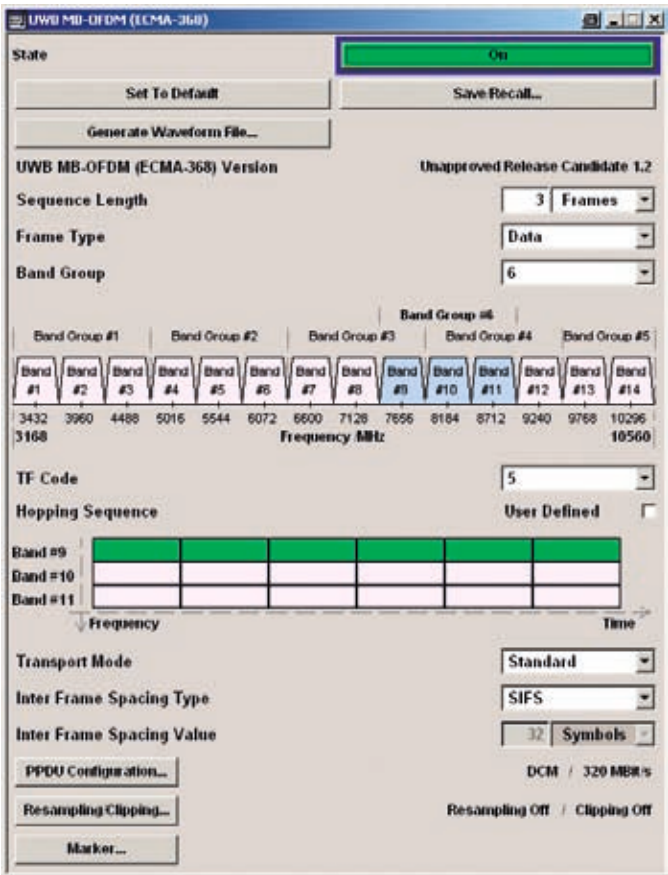 UWB MB-OFDM (ECMA-368)
State On
Set To Default Save/Recall...
Generate Waveform File...
UWB MB-OFDM (ECMA-368) Version Unapproved Release Candidate 1.2
Sequence Length 3 Frames
Frame Type Data
Band Group 6
Band Group #6
Band Group #1 Band Group #2 Band Group #3 Band Group #4 Band Group #5
Band Band Band Band Band Band Band Band Band Band Band Band Band Band
#1 #2 #3 #4 #5 #6 #7 #8 #9 #10 #11 #12 #13 #14
3432 3960 4488 5016 5544 6072 6600 7128 7656 8184 8712 9240 9768 10296
3168 Frequency /MHz 10560
TF Code 5
Hopping Sequence User Defined
Band #9
Band #10
Band #11
Frequency Time
Transport Mode Standard
Inter Frame Spacing Type SIFS
Inter Frame Spacing Value 32 Symbols
PPDU Configuration... DCM / 320 MBit/s
Resampling/Clipping... Resampling Off / Clipping Off
Marker...